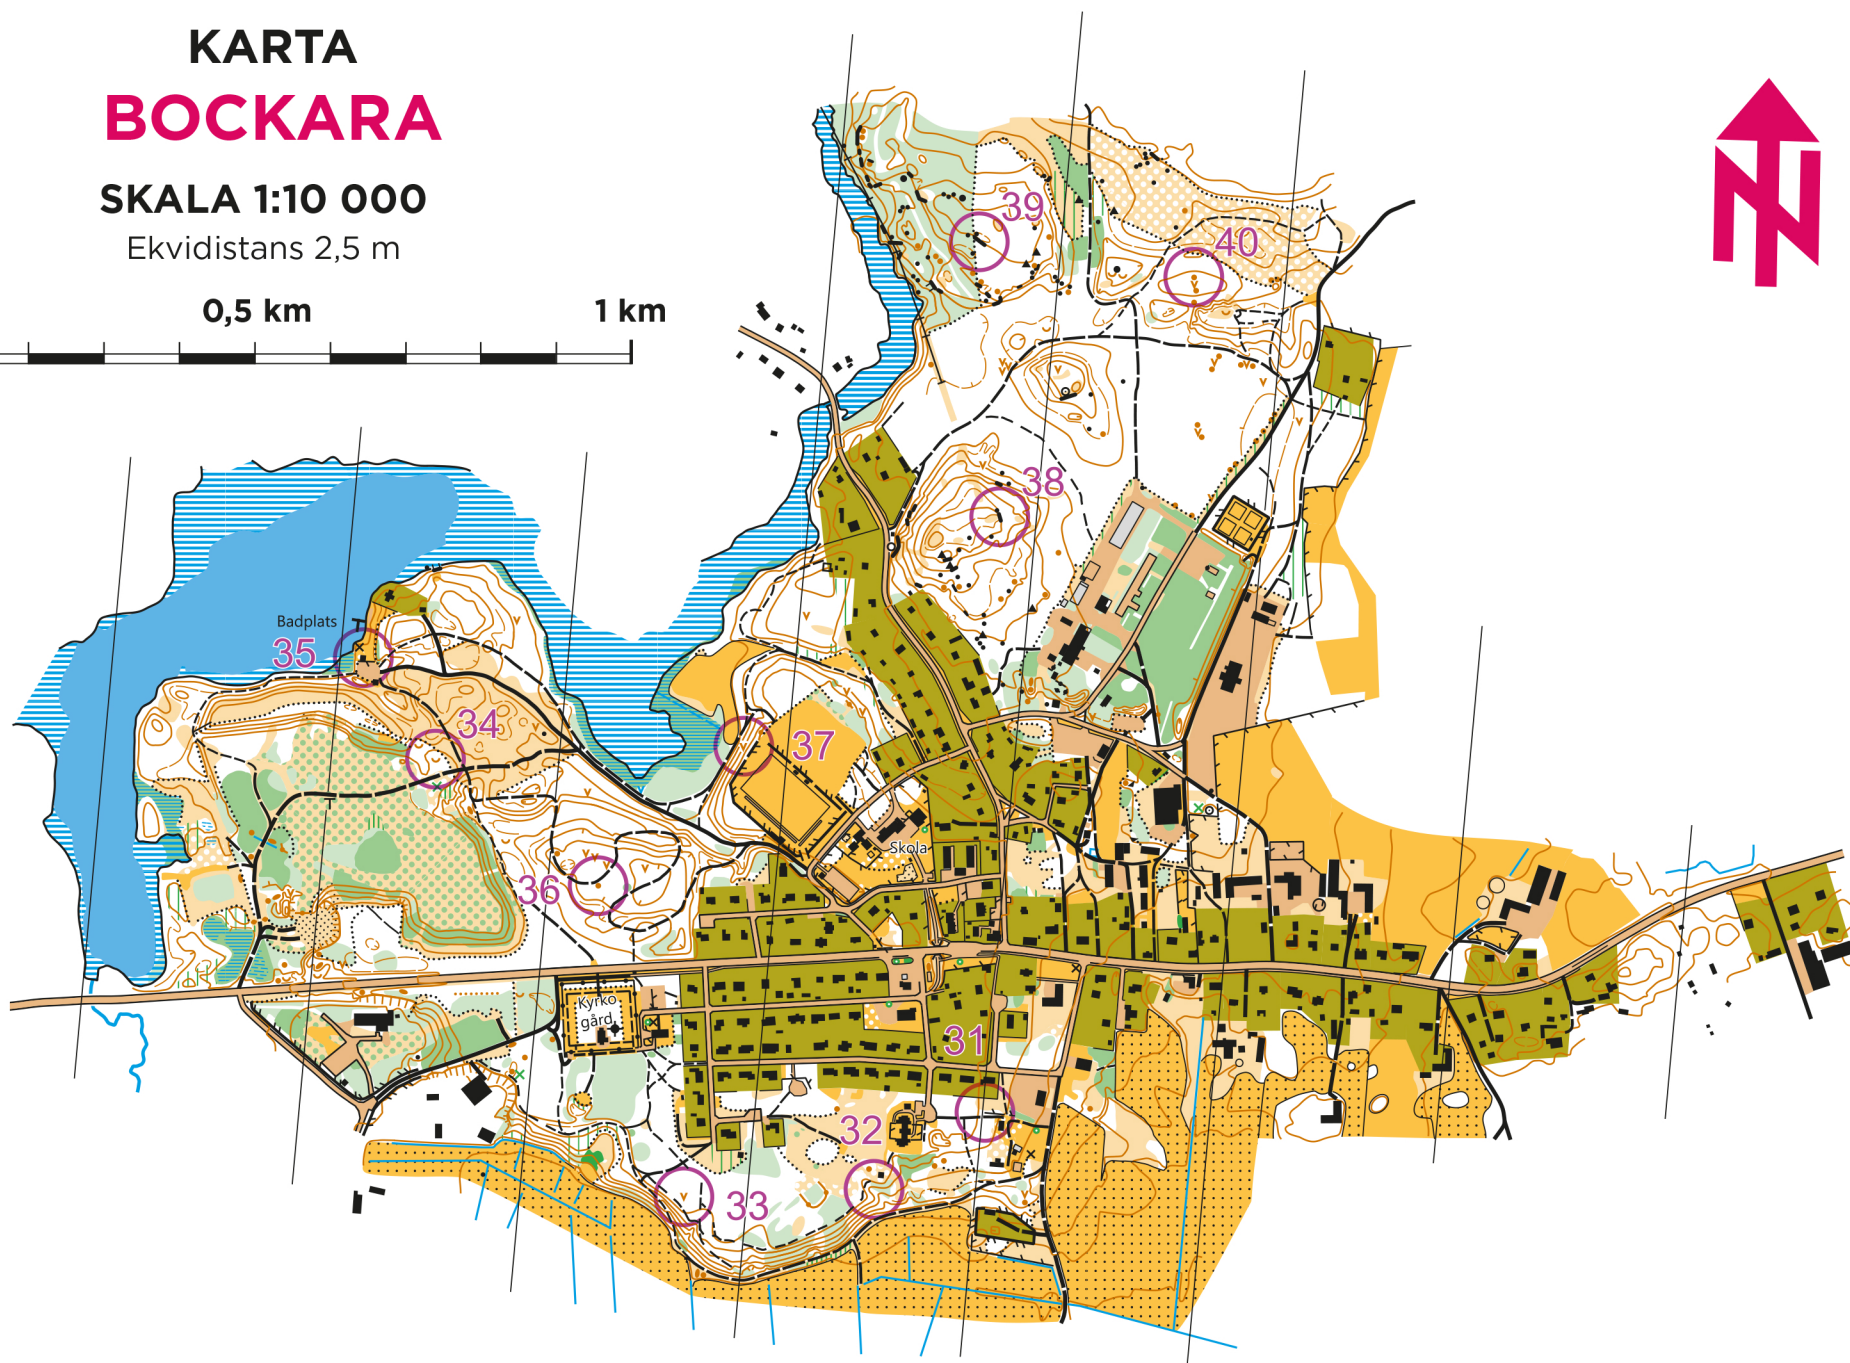 KARTA
BOCKARA
SKALA 1:10 000
Ekvidistans 2,5 m
0,5 km 1 km
N
39
40
38
Badplats
35
34
37
Skola
36
Kyrko
gård
31
32
33